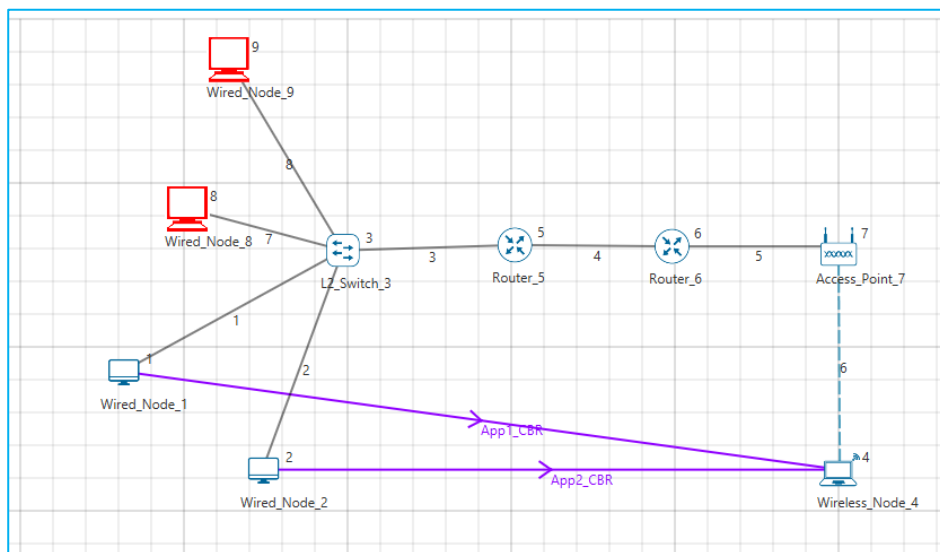 9
Wired_Node_9
8
8
Wired_Node_8
7
3
L2_Switch_3
3
5
Router_5
4
6
Router_6
5
7
Access_Point_7
1
1
Wired_Node_1
2
6
App1_CBR
2
Wired_Node_2
App2_CBR
4
Wireless_Node_4